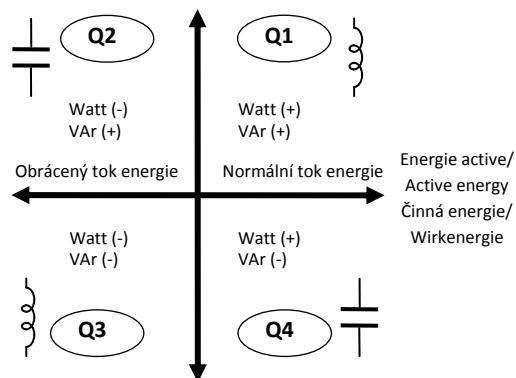 Q2
Q1
Watt (-)
VAr (+)
Watt (+)
VAr (+)
Obrácený tok energie
Normální tok energie
Energie active/
Active energy
Činná energie/
Wirkenergie
Watt (-)
VAr (-)
Watt (+)
VAr (-)
Q3
Q4